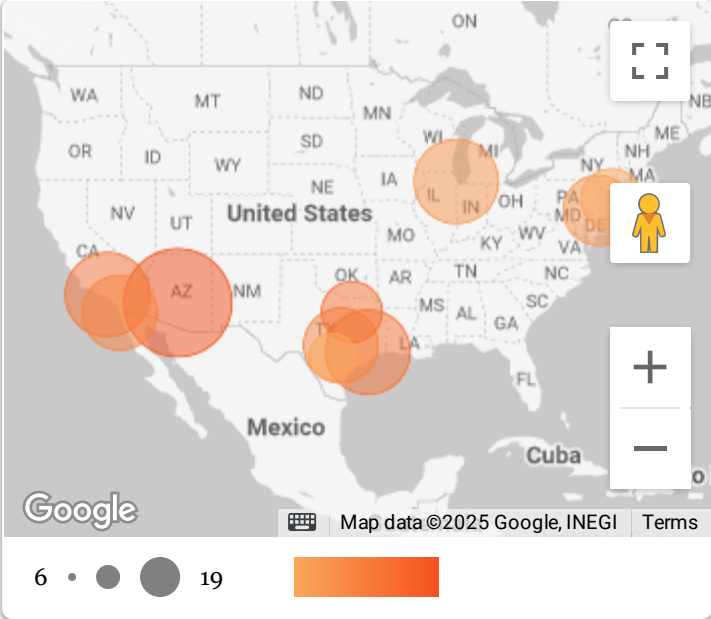 ON
WA
MT
ND
MN
NB
ME
OR
ID
SD
WI
MI
NH
WY
NY
MA
NE
IA
IL
IN
OH
PA
MD
DE
NV
UT
United States
MO
KY
WV
VA
CA
AZ
NM
OK
AR
TN
NC
MS
AL
GA
SC
TX
LA
FL
Mexico
Cuba
Google
Map data ©2025 Google, INEGI
Terms
6
19